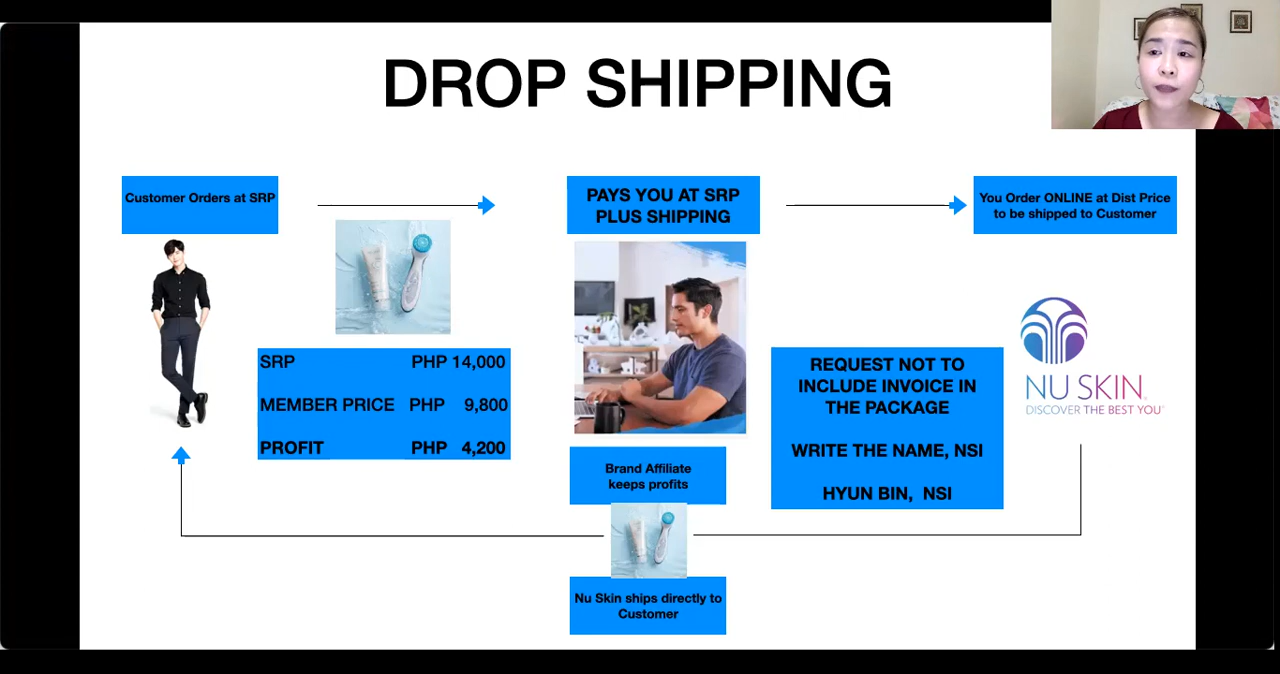 DROP SHIPPING
Customer Orders at SRP
PAYS YOU AT SRP
PLUS SHIPPING
You Order ONLINE at Dist Price
to be shipped to Customer
SRP PHP 14,000
MEMBER PRICE PHP 9,800
PROFIT PHP 4,200
REQUEST NOT TO
INCLUDE INVOICE IN
THE PACKAGE
WRITE THE NAME, NSI
HYUN BIN, NSI
NU SKIN
DISCOVER THE BEST YOU
Brand Affiliate
keeps profits
Nu Skin ships directly to
Customer